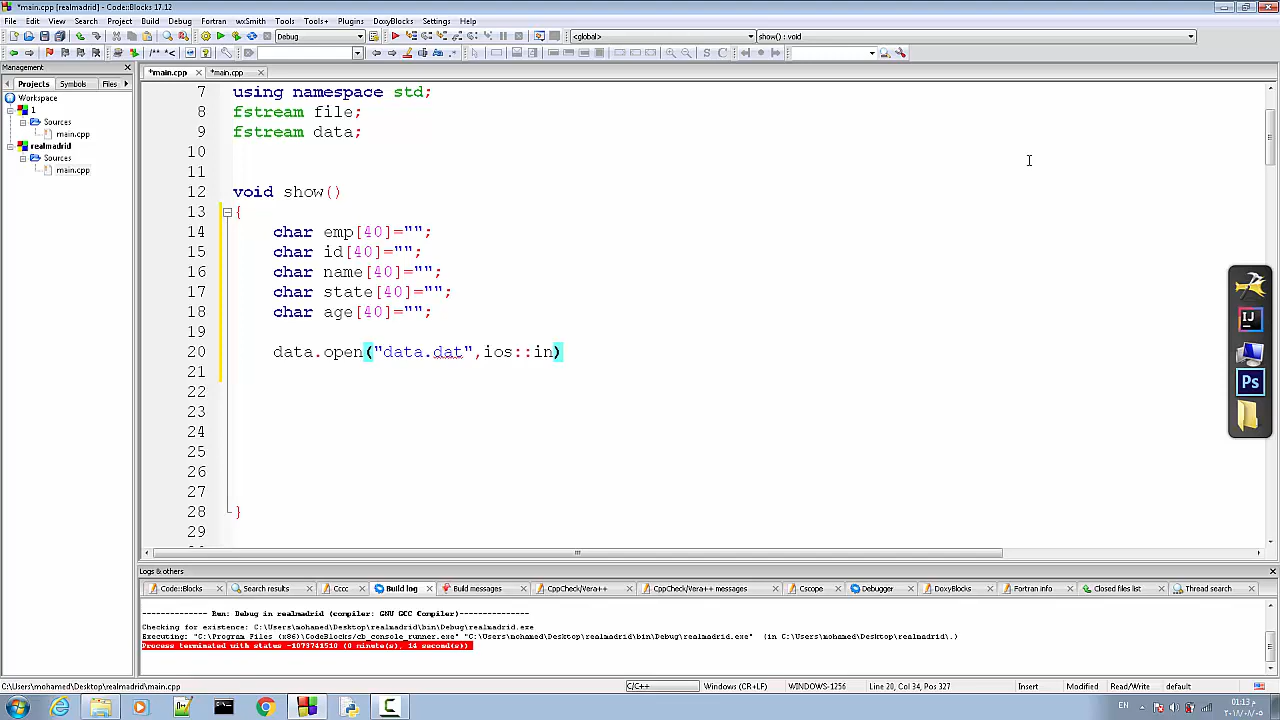 *main.cpp [realmadrid] - Code::Blocks 17.12
File Edit View Search Project Build Debug Fortran wxSmith Tools Tools+ Plugins DoxyBlocks Settings Help
Debug <global> show() : void
/** *<
Management
Projects Symbols Files
Workspace
1
Sources
main.cpp
realmadrid
Sources
main.cpp
*main.cpp *main.cpp
7 using namespace std;
8 fstream file;
9 fstream data;
10
11
12 void show()
13 {
14 char emp[40]="";
15 char id[40]="";
16 char name[40]="";
17 char state[40]="";
18 char age[40]="";
19
20 data.open("data.dat",ios::in)
21
22
23
24
25
26
27
28 }
29
Ps
Logs & others
Code::Blocks Search results Cccc Build log Build messages CppCheck/Vera++ CppCheck/Vera++ messages Cscope Debugger DoxyBlocks Fortran info Closed files list Thread search
-------------- Run: Debug in realmadrid (compiler: GNU GCC Compiler)---------------
Checking for existence: C:\Users\mohamed\Desktop\realmadrid\bin\Debug\realmadrid.exe
Executing: "C:\Program Files (x86)\CodeBlocks/cb_console_runner.exe" "C:\Users\mohamed\Desktop\realmadrid\bin\Debug\realmadrid.exe" (in C:\Users\mohamed\Desktop\realmadrid\.)
Process terminated with status -1073741510 (0 minute(s), 14 second(s))
C:\Users\mohamed\Desktop\realmadrid\main.cpp C/C++ Windows (CR+LF) WINDOWS-1256 Line 20, Col 34, Pos 327 Insert Modified Read/Write default
EN 01:13 م
٢٠١٨/٠٨/٠٥